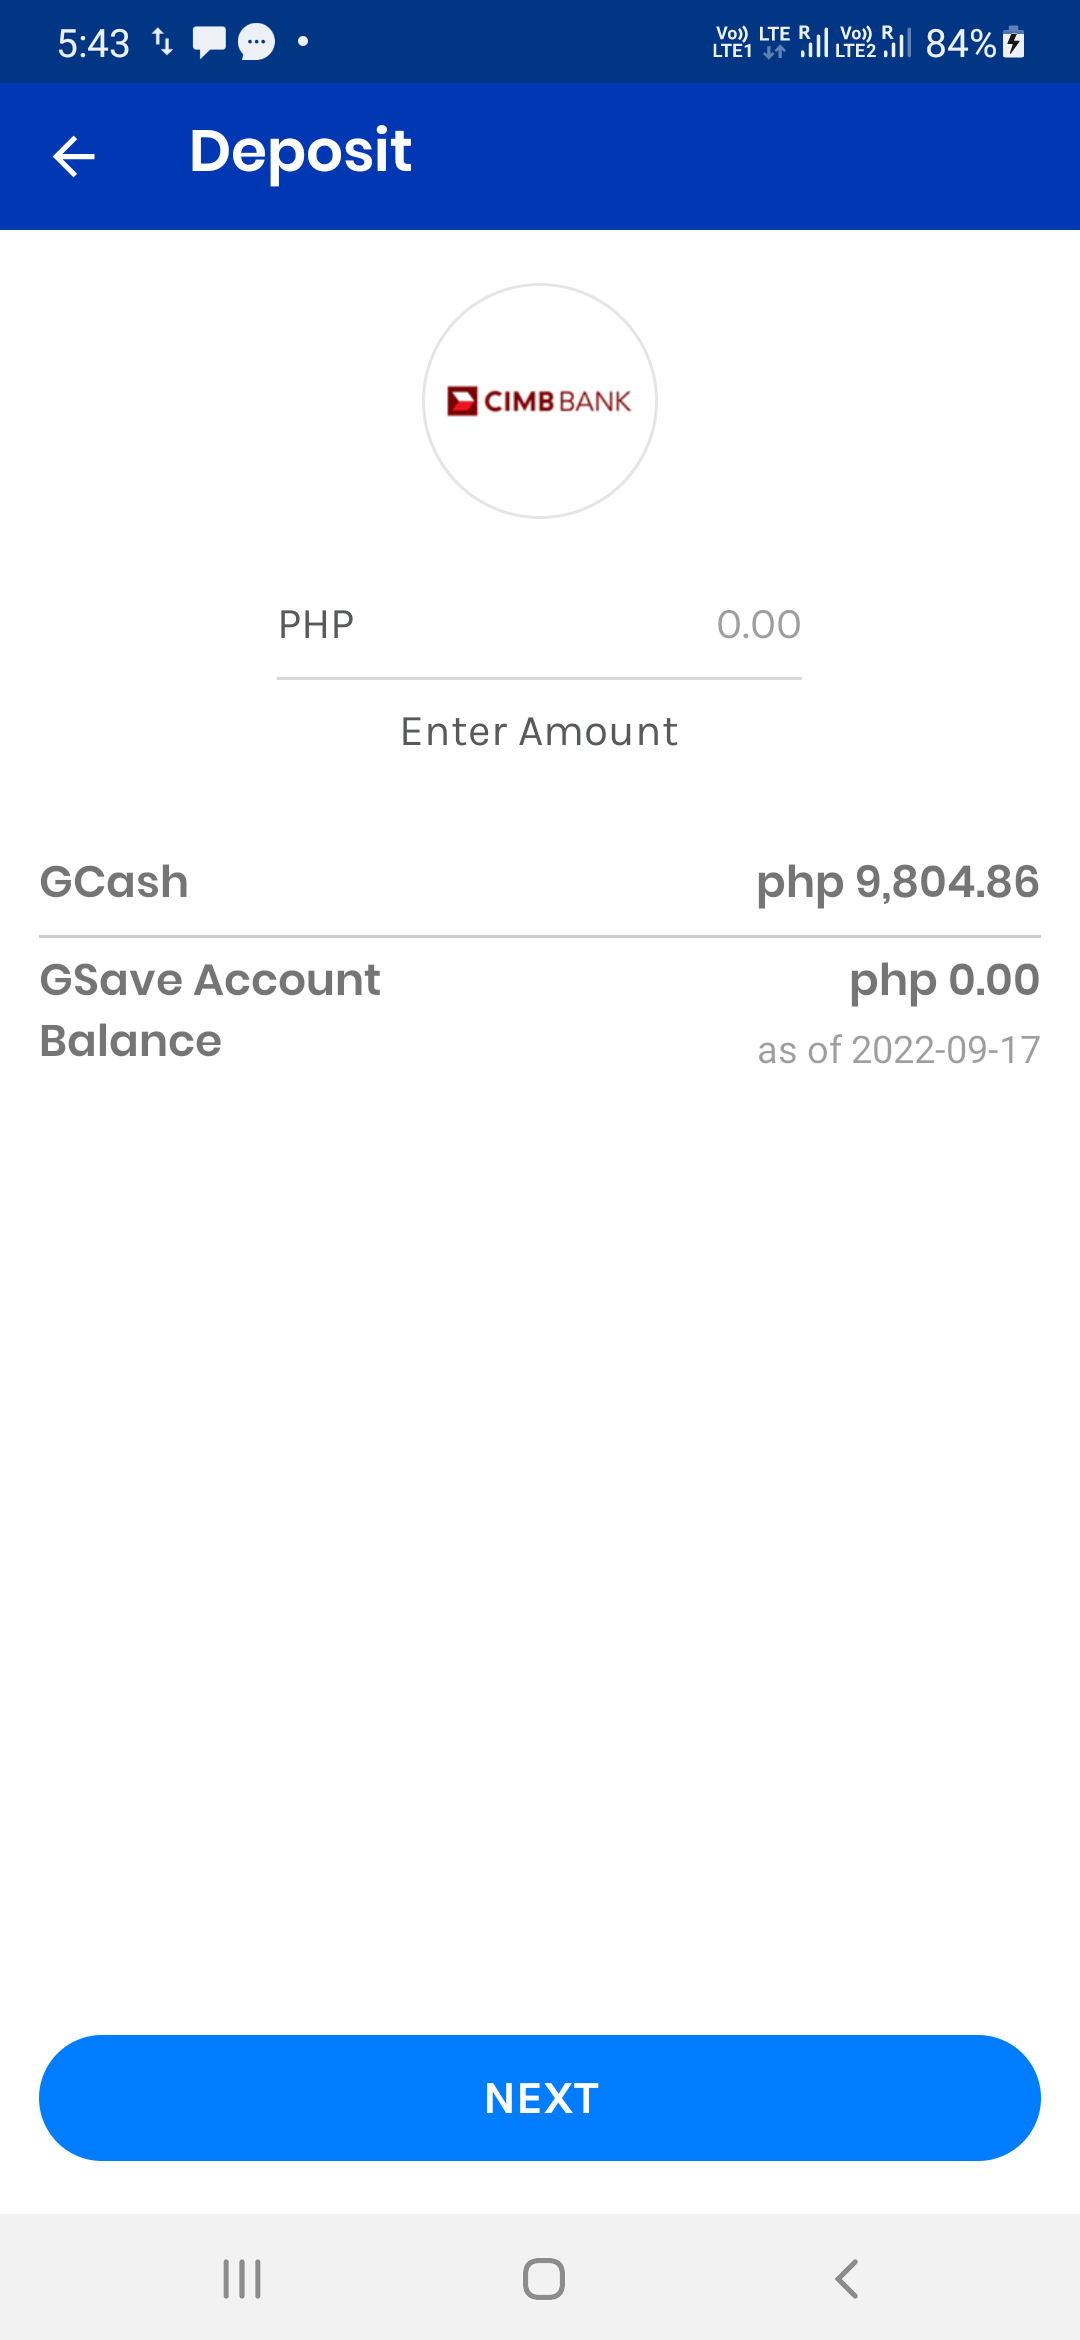 5:43 Vo)) LTE1 LTE R Vo)) LTE2 R 84%
Deposit
CIMB BANK
PHP 0.00
Enter Amount
GCash php 9,804.86
GSave Account php 0.00
Balance as of 2022-09-17
NEXT